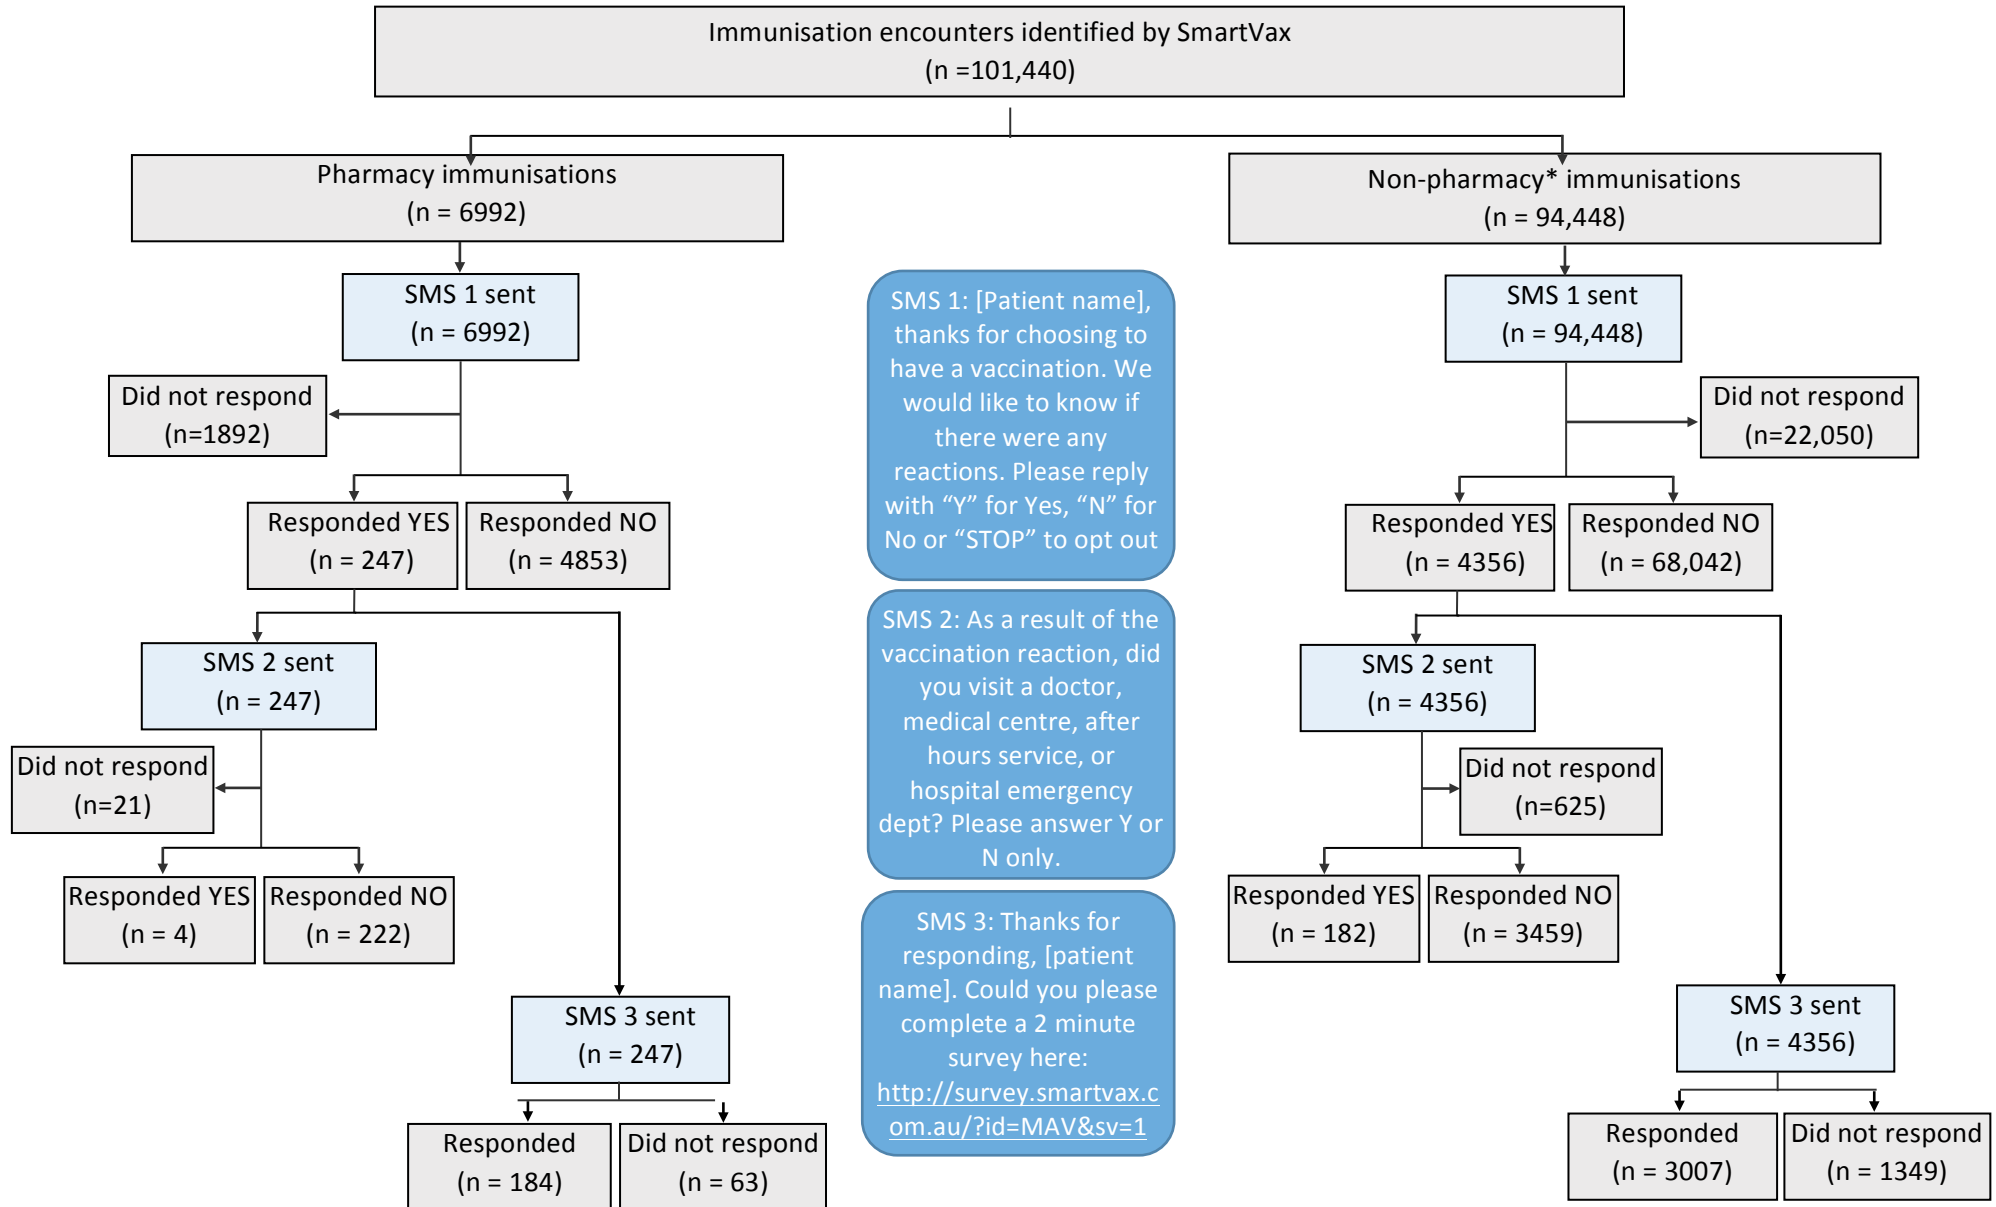 Immunisation encounters identified by SmartVax
(n =101,440)
Pharmacy immunisations
(n = 6992)
Non-pharmacy* immunisations
(n = 94,448)
SMS 1 sent
(n = 6992)
SMS 1 sent
(n = 94,448)
Did not respond
(n=1892)
Did not respond
(n=22,050)
Responded YES
(n = 247)
Responded NO
(n = 4853)
Responded YES
(n = 4356)
Responded NO
(n = 68,042)
SMS 2 sent
(n = 247)
SMS 2 sent
(n = 4356)
Did not respond
(n=21)
Did not respond
(n=625)
Responded YES
(n = 4)
Responded NO
(n = 222)
Responded YES
(n = 182)
Responded NO
(n = 3459)
SMS 3 sent
(n = 247)
SMS 3 sent
(n = 4356)
Responded
(n = 184)
Did not respond
(n = 63)
Responded
(n = 3007)
Did not respond
(n = 1349)
SMS 1: [Patient name],
thanks for choosing to
have a vaccination. We
would like to know if
there were any
reactions. Please reply
with “Y” for Yes, “N” for
No or “STOP” to opt out
SMS 2: As a result of the
vaccination reaction, did
you visit a doctor,
medical centre, after
hours service, or
hospital emergency
dept? Please answer Y or
N only.
SMS 3: Thanks for
responding, [patient
name]. Could you please
complete a 2 minute
survey here:
http://survey.smartvax.c
om.au/?id=MAV&sv=1